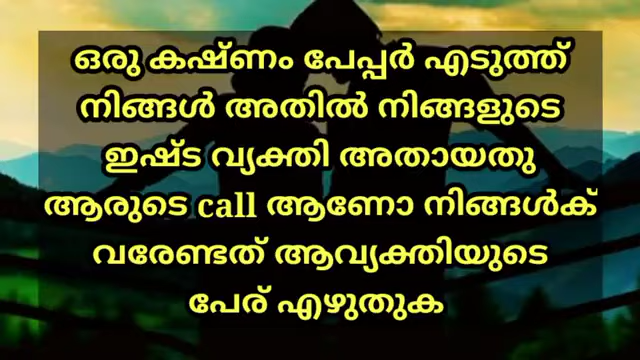 ഒരു കഷ്ണം പേപ്പർ എടുത്ത്
നിങ്ങൾ അതിൽ നിങ്ങളുടെ
ഇഷ്ട വ്യക്തി അതായതു
ആരുടെ call ആണോ നിങ്ങൾക്
വരേണ്ടത് ആവ്യക്തിയുടെ
പേര് എഴുതുക